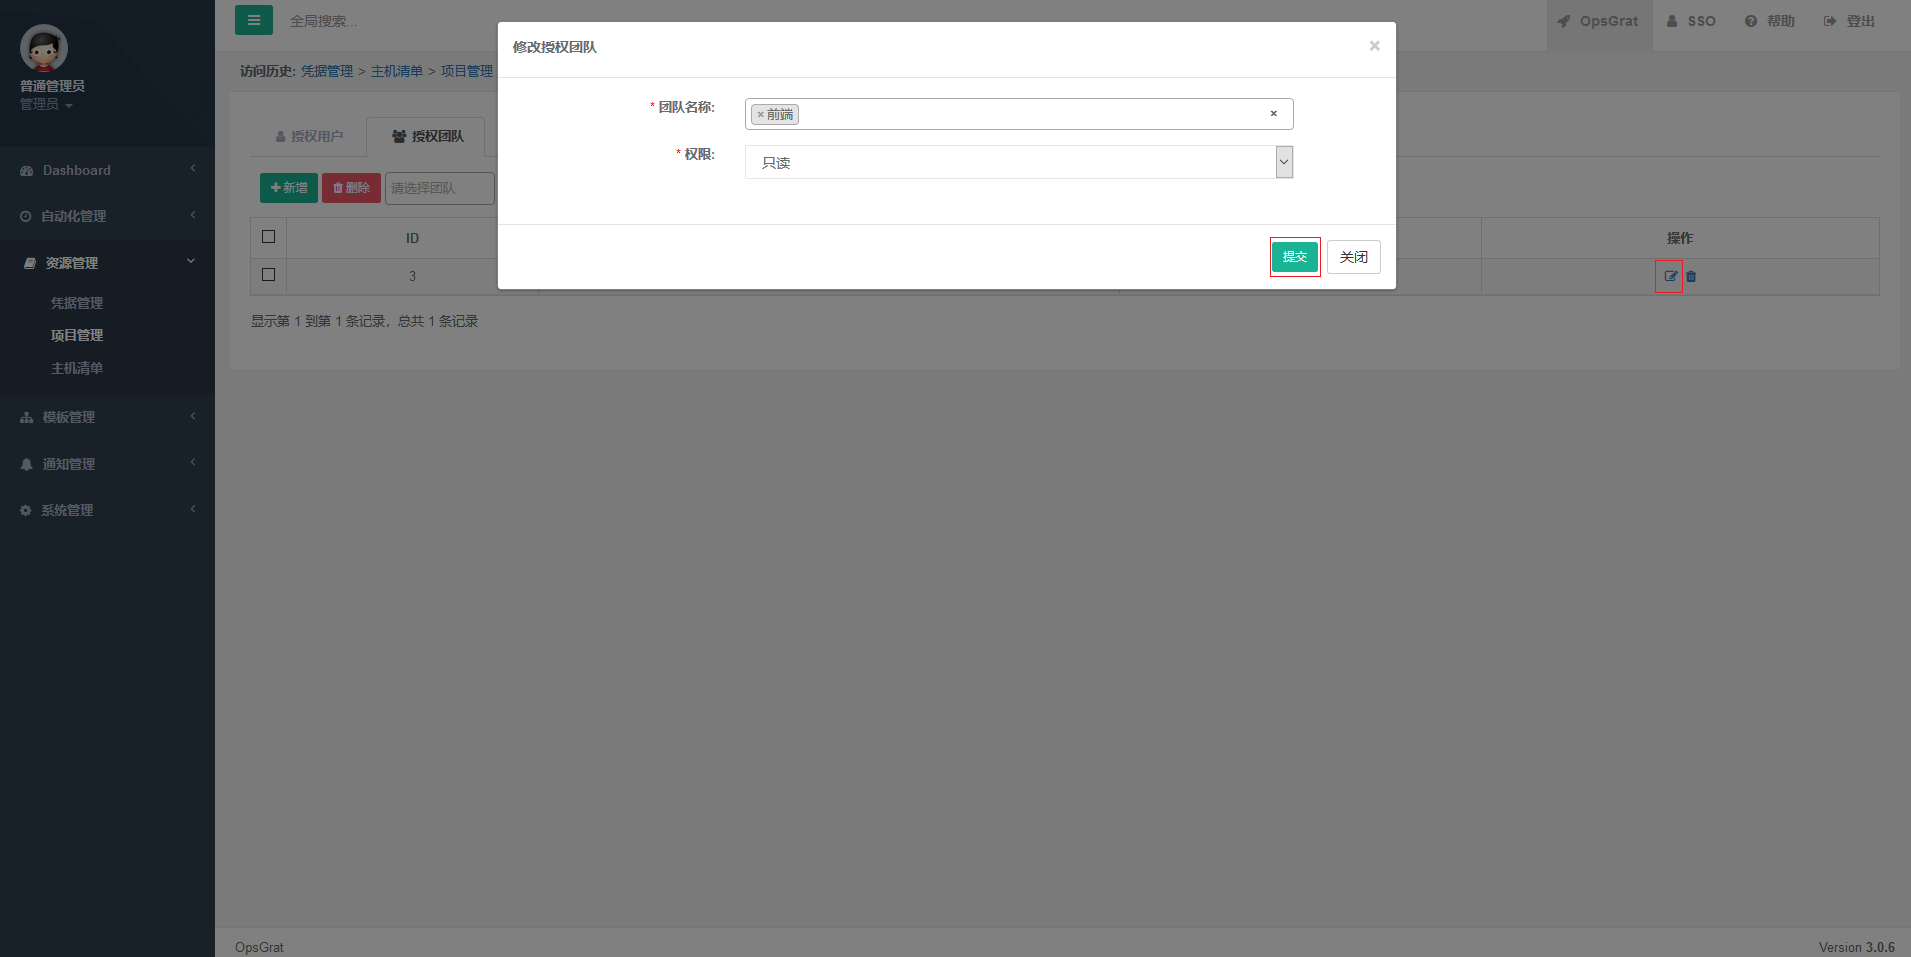 全局搜索...
OpsGrat
SSO
帮助
登出
普通管理员
管理员
Dashboard
自动化管理
资源管理
凭据管理
项目管理
主机清单
模板管理
通知管理
系统管理
访问历史: 凭据管理 > 主机清单 > 项目管理
授权用户
授权团队
新增
删除
请选择团队
ID
操作
3
显示第 1 到第 1 条记录，总共 1 条记录
修改授权团队
×
* 团队名称:
×前端
×
* 权限:
只读
提交
关闭
OpsGrat
Version 3.0.6